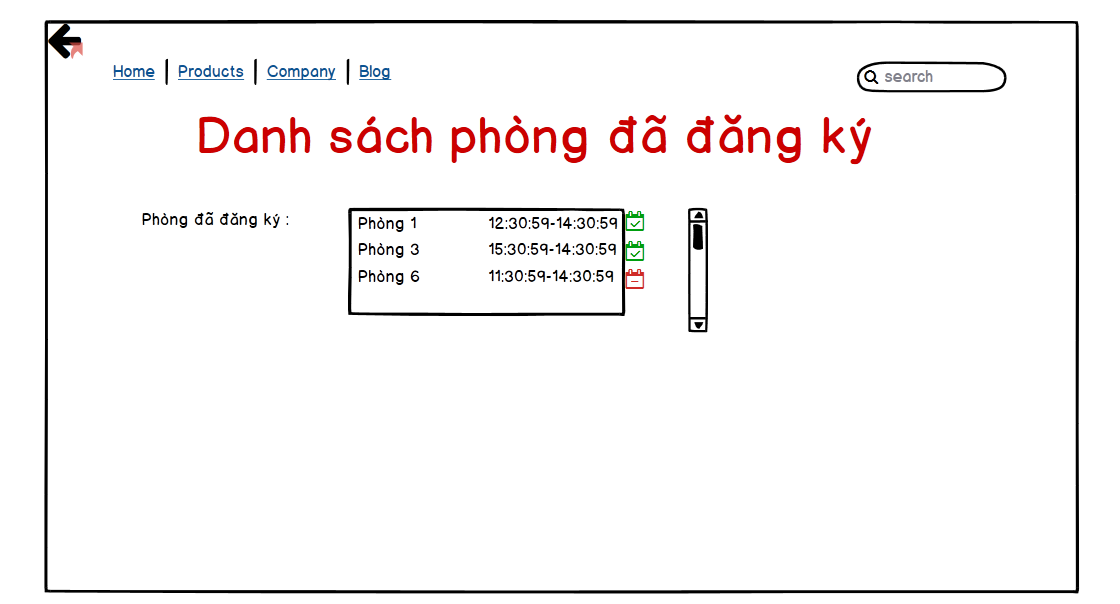 Home Products Company Blog
search
Danh sách phòng đã đăng ký
Phòng đã đăng ký :
Phòng 1 12:30:59-14:30:59
Phòng 3 15:30:59-14:30:59
Phòng 6 11:30:59-14:30:59